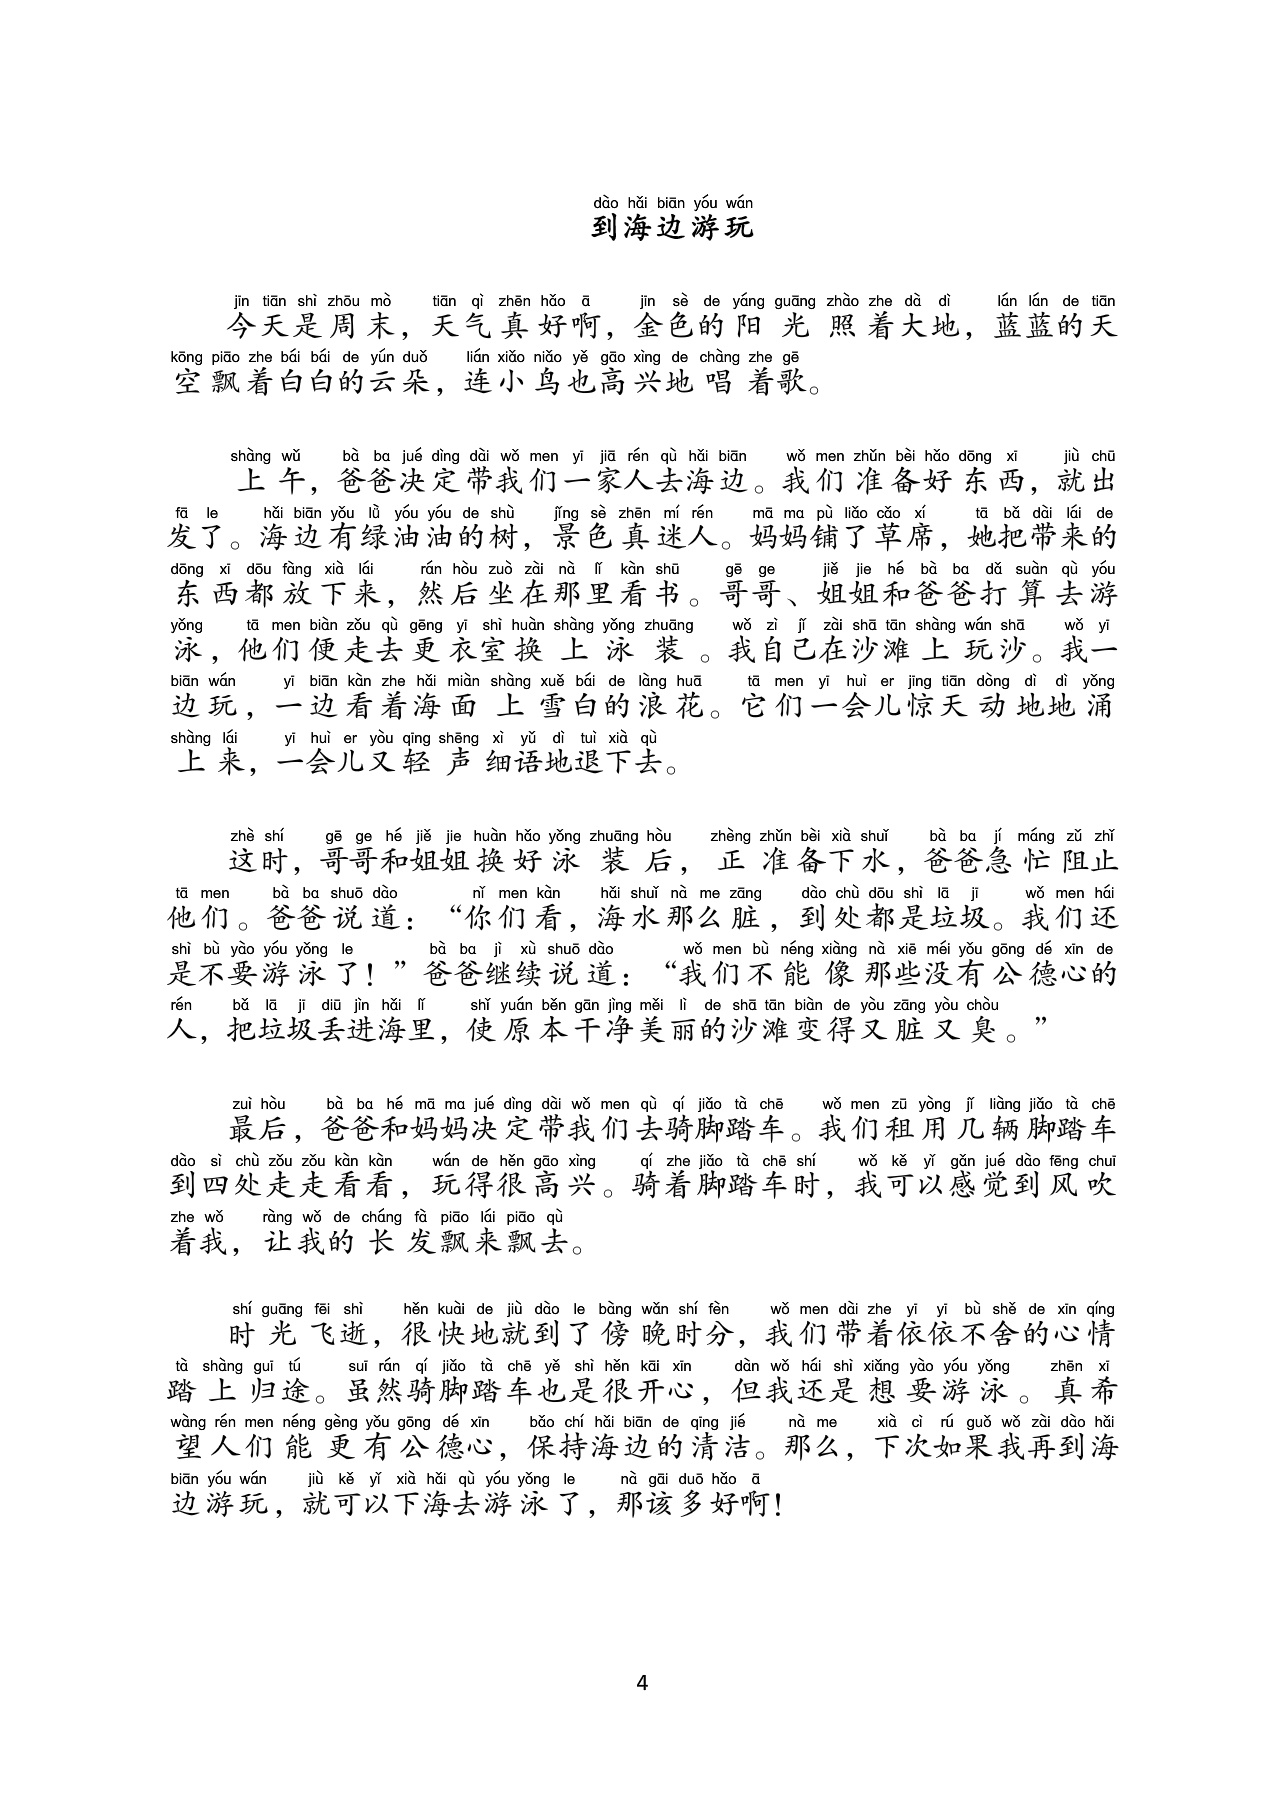 dào hǎi biān yóu wán
到海边游玩
jīn tiān shì zhōu mò tiān qì zhēn hǎo ā jīn sè de yáng guāng zhào zhe dà dì lán lán de tiān
今天是周末，天气真好啊，金色的阳光照着大地，蓝蓝的天
kōng piāo zhe bái bái de yún duǒ lián xiǎo niǎo yě gāo xìng de chàng zhe gē
空飘着白白的云朵，连小鸟也高兴地唱着歌。
shàng wǔ bà ba jué dìng dài wǒ men yī jiā rén qù hǎi biān wǒ men zhǔn bèi hǎo dōng xī jiù chū
上午，爸爸决定带我们一家人去海边。我们准备好东西，就出
fā le hǎi biān yǒu lǜ yóu yóu de shù jǐng sè zhēn mí rén mā ma pù liǎo cǎo xí tā bǎ dài lái de
发了。海边有绿油油的树，景色真迷人。妈妈铺了草席，她把带来的
dōng xī dōu fàng xià lái rán hòu zuò zài nà lǐ kàn shū gē ge jiě jie hé bà ba dǎ suàn qù yóu
东西都放下来，然后坐在那里看书。哥哥、姐姐和爸爸打算去游
yǒng tā men biàn zǒu qù gēng yī shì huàn shàng yǒng zhuāng wǒ zì jǐ zài shā tān shàng wán shā wǒ yī
泳，他们便走去更衣室换上泳装。我自己在沙滩上玩沙。我一
biān wán yī biān kàn zhe hǎi miàn shàng xuě bái de làng huā tā men yī huì er jīng tiān dòng dì dì yǒng
边玩，一边看着海面上雪白的浪花。它们一会儿惊天动地地涌
shàng lái yī huì er yòu qīng shēng xì yǔ dì tuì xià qù
上来，一会儿又轻声细语地退下去。
zhè shí gē ge hé jiě jie huàn hǎo yǒng zhuāng hòu zhèng zhǔn bèi xià shuǐ bà ba jí máng zǔ zhǐ
这时，哥哥和姐姐换好泳装后，正准备下水，爸爸急忙阻止
tā men bà ba shuō dào nǐ men kàn hǎi shuǐ nà me zāng dào chù dōu shì lā jī wǒ men hái
他们。爸爸说道：“你们看，海水那么脏，到处都是垃圾。我们还
shì bù yào yóu yǒng le bà ba jì xù shuō dào wǒ men bù néng xiàng nà xiē méi yǒu gōng dé xīn de
是不要游泳了！”爸爸继续说道：“我们不能像那些没有公德心的
rén bǎ lā jī diū jìn hǎi lǐ shǐ yuán běn gān jìng měi lì de shā tān biàn de yòu zāng yòu chòu
人，把垃圾丢进海里，使原本干净美丽的沙滩变得又脏又臭。”
zuì hòu bà ba hé mā ma jué dìng dài wǒ men qù qí jiǎo tà chē wǒ men zū yòng jǐ liàng jiǎo tà chē
最后，爸爸和妈妈决定带我们去骑脚踏车。我们租用几辆脚踏车
dào sì chù zǒu zǒu kàn kàn wán de hěn gāo xìng qí zhe jiǎo tà chē shí wǒ kě yǐ gǎn jué dào fēng chuī
到四处走走看看，玩得很高兴。骑着脚踏车时，我可以感觉到风吹
zhe wǒ ràng wǒ de cháng fà piāo lái piāo qù
着我，让我的长发飘来飘去。
shí guāng fēi shì hěn kuài de jiù dào le bàng wǎn shí fèn wǒ men dài zhe yī yī bù shě de xīn qíng
时光飞逝，很快地就到了傍晚时分，我们带着依依不舍的心情
tà shàng guī tú suī rán qí jiǎo tà chē yě shì hěn kāi xīn dàn wǒ hái shì xiǎng yào yóu yǒng zhēn xī
踏上归途。虽然骑脚踏车也是很开心，但我还是想要游泳。真希
wàng rén men néng gèng yǒu gōng dé xīn bǎo chí hǎi biān de qīng jié nà me xià cì rú guǒ wǒ zài dào hǎi
望人们能更有公德心，保持海边的清洁。那么，下次如果我再到海
biān yóu wán jiù kě yǐ xià hǎi qù yóu yǒng le nà gāi duō hǎo ā
边游玩，就可以下海去游泳了，那该多好啊！
4